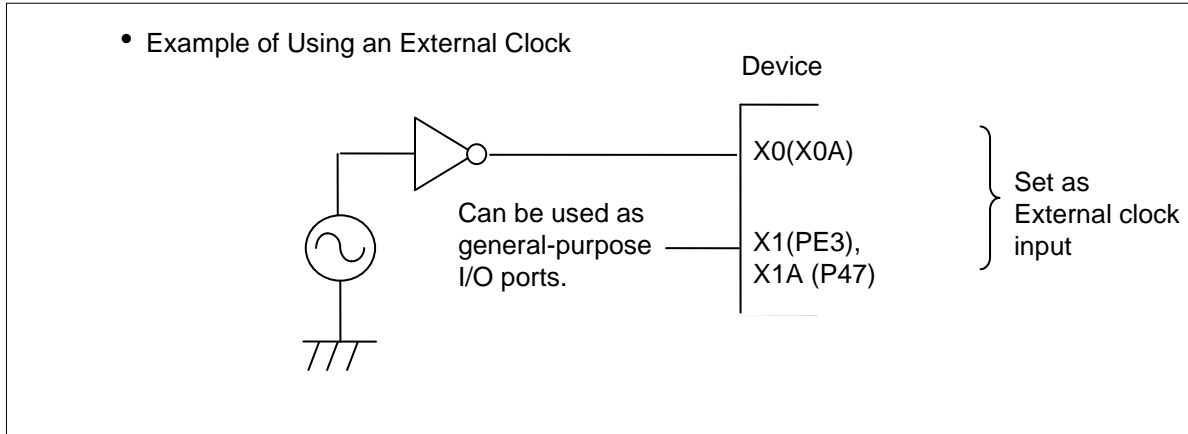 • Example of Using an External Clock
Device
X0(X0A)
Can be used as
general-purpose
I/O ports.
X1(PE3),
X1A (P47)
Set as
External clock
input